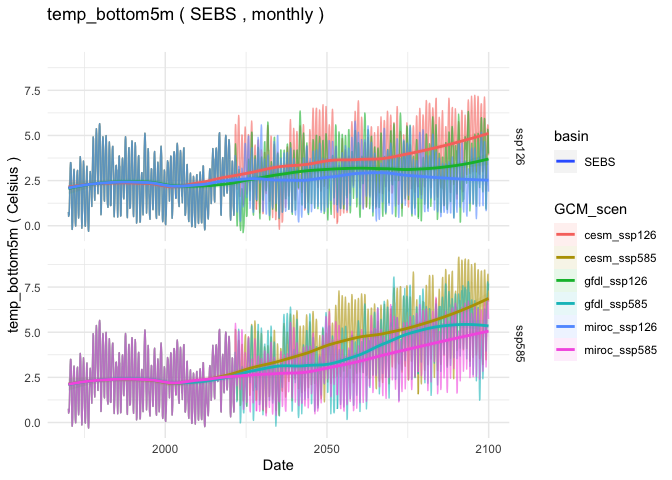 temp_bottom5m ( SEBS , monthly )
temp_bottom5m ( Celsius )
7.5
5.0
2.5
0.0
ssp126
7.5
5.0
2.5
0.0
ssp585
2000
2050
2100
Date
basin
SEBS
GCM_scen
cesm_ssp126
cesm_ssp585
gfdl_ssp126
gfdl_ssp585
miroc_ssp126
miroc_ssp585